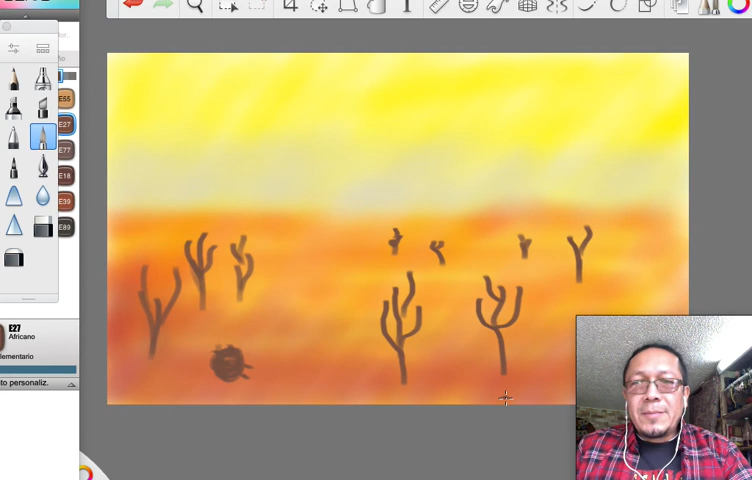 E55
E27
E77
E18
E39
E89
E27
Africano
lementario
to personaliz.